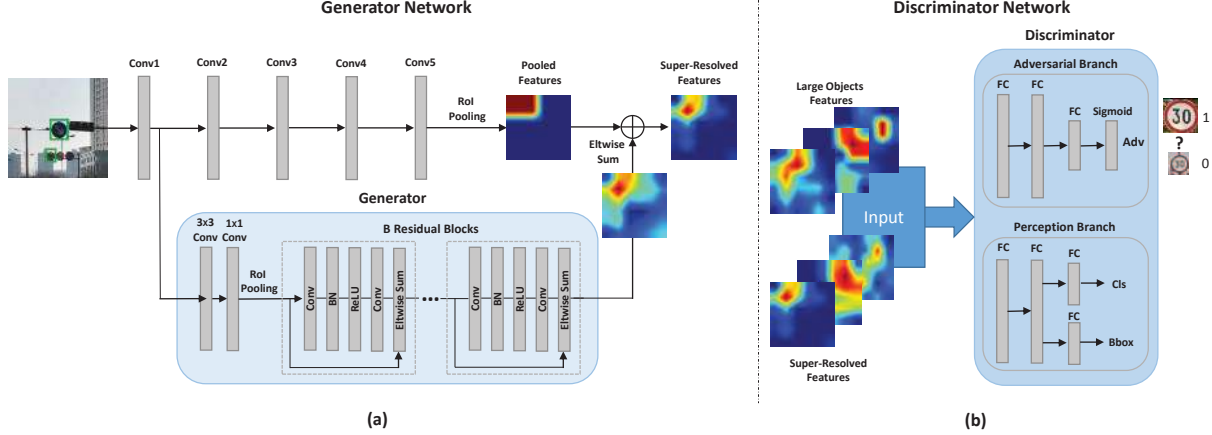 Generator Network
Conv1
Conv2
Conv3
Conv4
Conv5
RoI
Pooling
Pooled
Features
Super-Resolved
Features
Eltwise
Sum
Generator
3x3
Conv
1x1
Conv
RoI
Pooling
B Residual Blocks
Conv
BN
ReLU
Conv
Eltwise Sum
Conv
BN
ReLU
Conv
Eltwise Sum
(a)
Discriminator Network
Large Objects
Features
Input
Super-Resolved
Features
Discriminator
Adversarial Branch
FC
FC
FC
Sigmoid
Adv
30
1
?
30
0
Perception Branch
FC
FC
FC
Cls
FC
Bbox
(b)